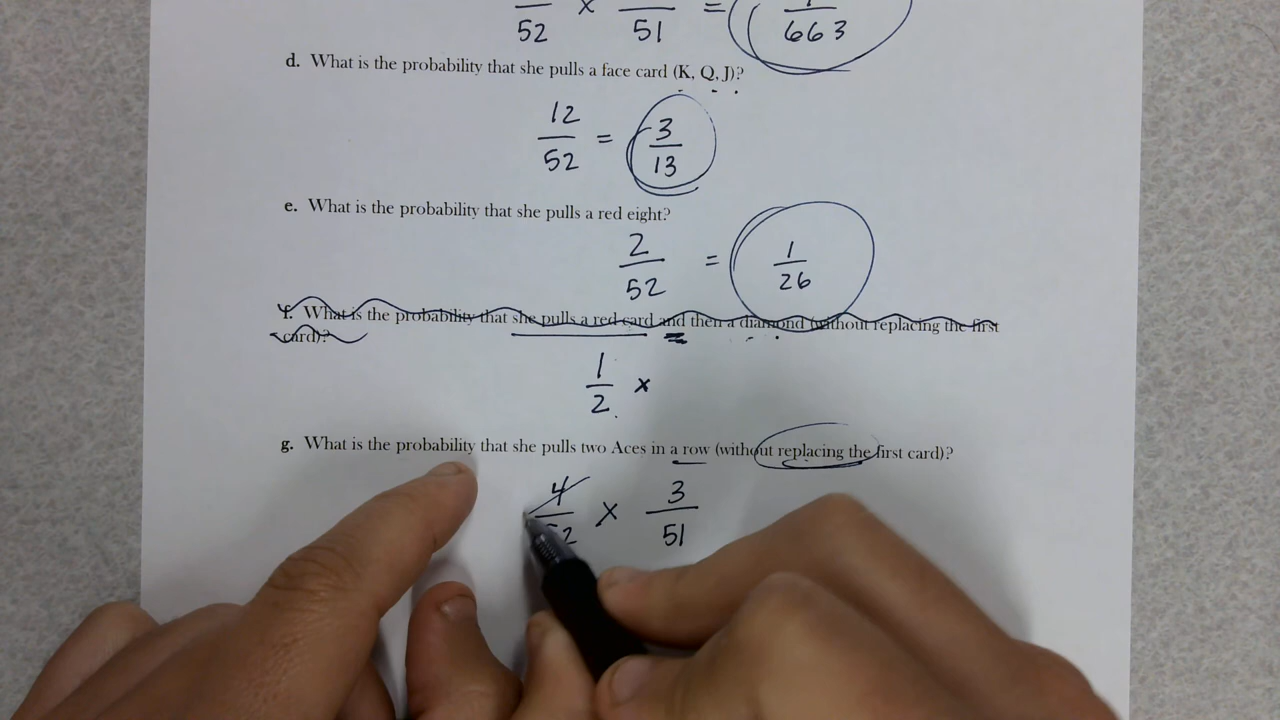 52 × 51 = 1/663
d. What is the probability that she pulls a face card (K, Q, J)?
12/52 = 3/13
e. What is the probability that she pulls a red eight?
2/52 = 1/26
f. What is the probability that she pulls a red card and then a diamond (without replacing the first
card)?
1/2 ×
g. What is the probability that she pulls two Aces in a row (without replacing the first card)?
4/52 × 3/51